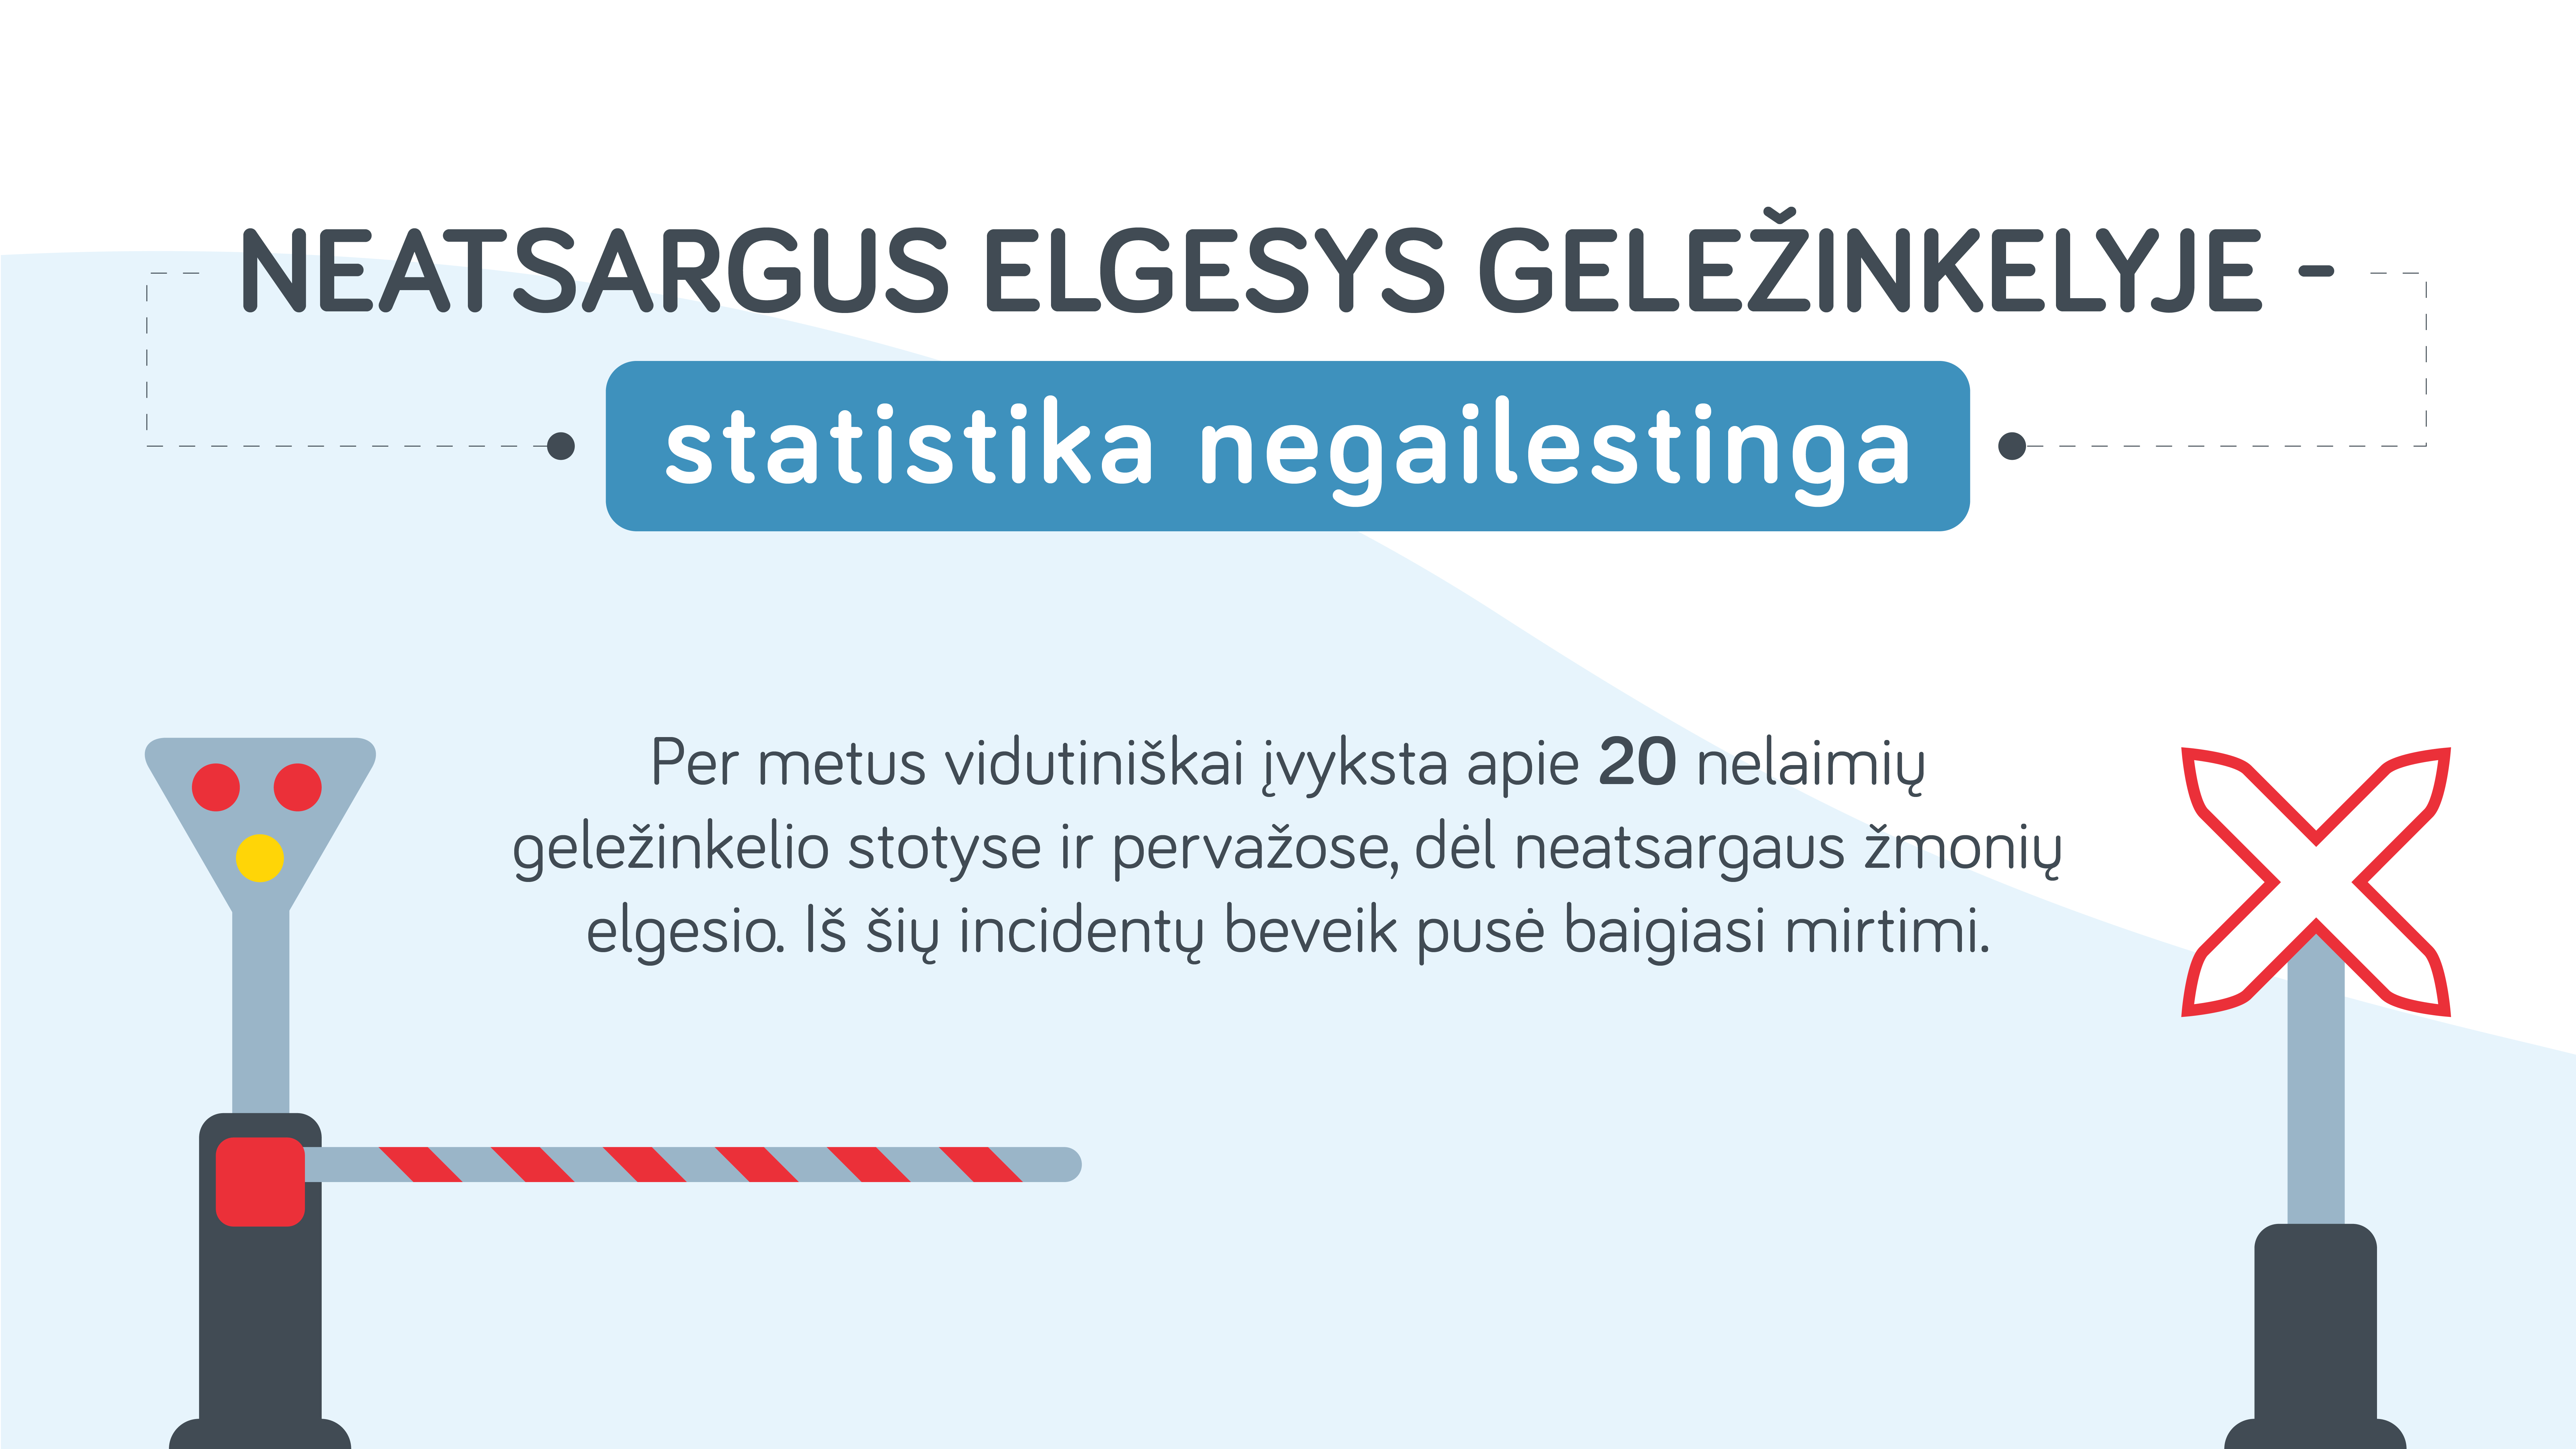 NEATSARGUS ELGESYS GELEŽINKELYJE -
statistika negailestinga
Per metus vidutiniškai įvyksta apie 20 nelaimių
geležinkelio stotyse ir pervažose, dėl neatsargaus žmonių
elgesio. Iš šių incidentų beveik pusė baigiasi mirtimi.